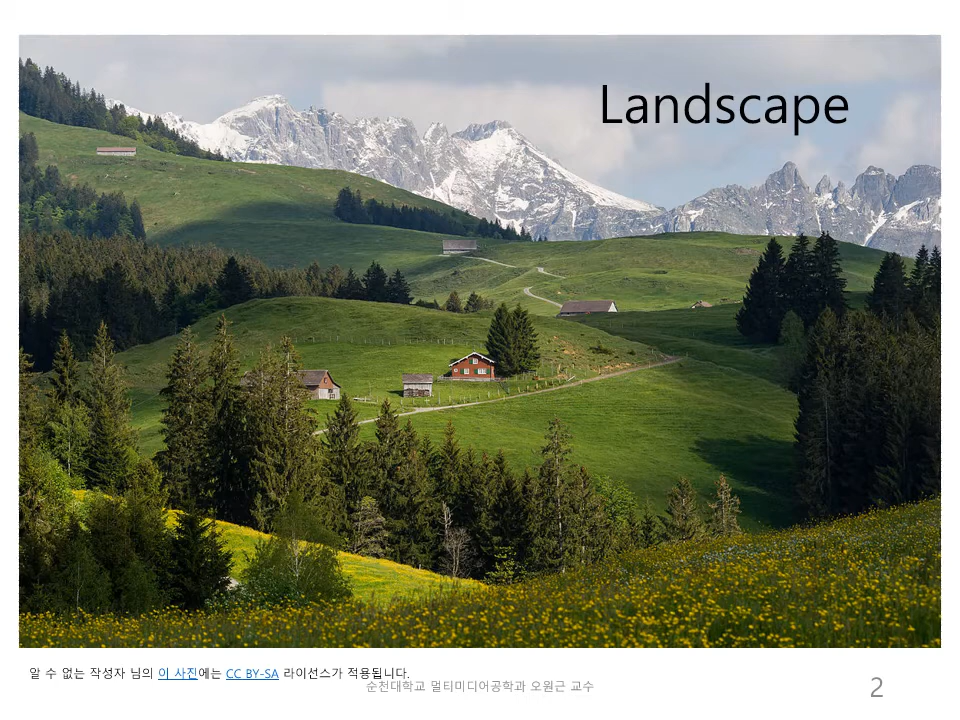 Landscape
알 수 없는 작성자 님의 이 사진에는 CC BY-SA 라이선스가 적용됩니다.
순천대학교 멀티미디어공학과 오원근 교수
2